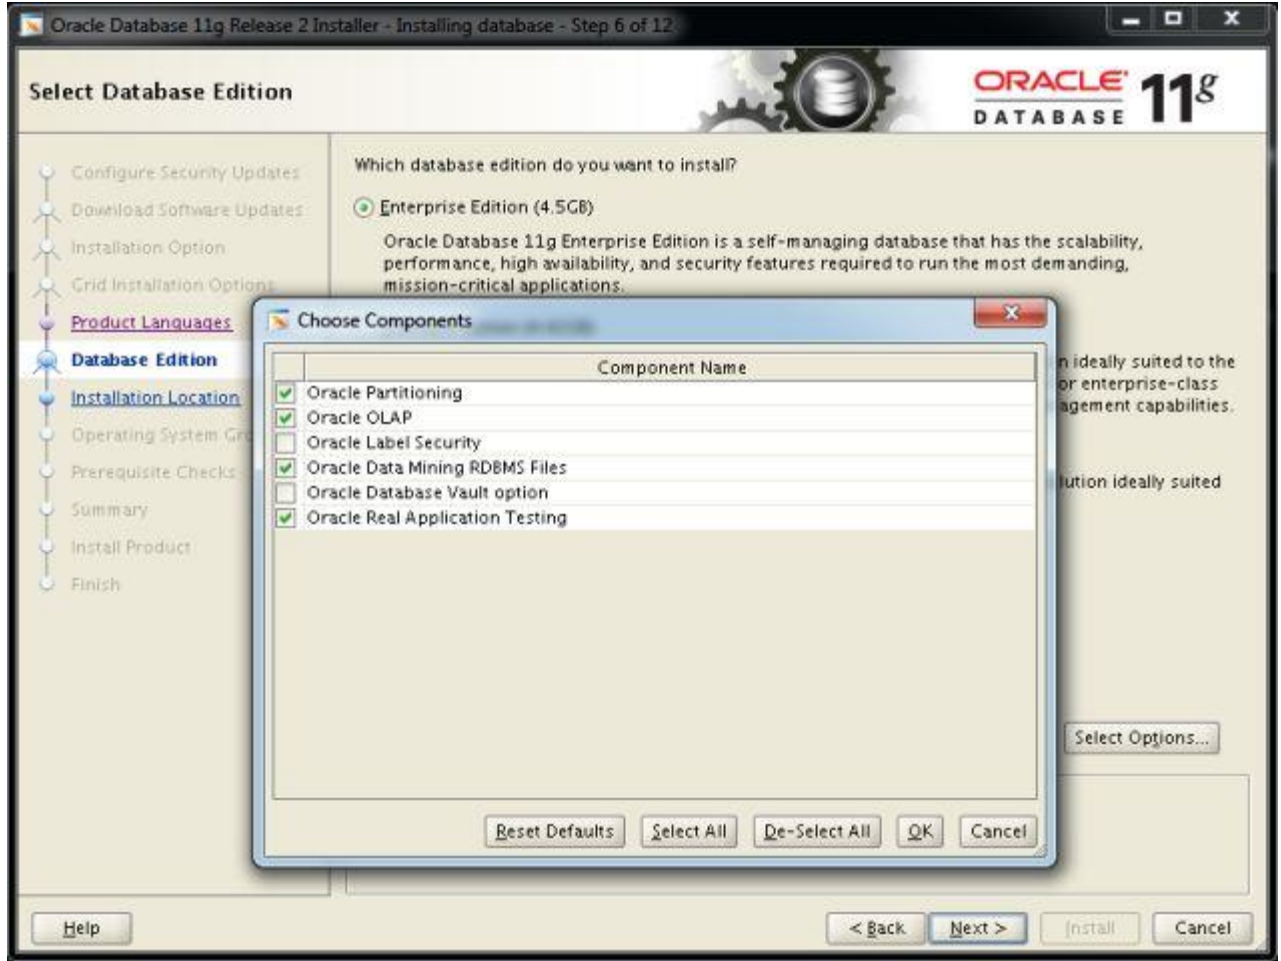 Oracle Database 11g Release 2 Installer - Installing database - Step 6 of 12
Select Database Edition
ORACLE 11g
DATABASE
Configure Security Updates
Download Software Updates
Installation Option
Grid Installation Options
Product Languages
Database Edition
Installation Location
Operating System Gro
Prerequisite Checks
Summary
Install Product
Finish
Which database edition do you want to install?
Enterprise Edition (4.5GB)
Oracle Database 11g Enterprise Edition is a self-managing database that has the scalability,
performance, high availability, and security features required to run the most demanding,
mission-critical applications.
n ideally suited to the
or enterprise-class
agement capabilities.
lution ideally suited
Select Options...
Choose Components
Component Name
Oracle Partitioning
Oracle OLAP
Oracle Label Security
Oracle Data Mining RDBMS Files
Oracle Database Vault option
Oracle Real Application Testing
Reset Defaults Select All De-Select All OK Cancel
Help < Back Next > Install Cancel